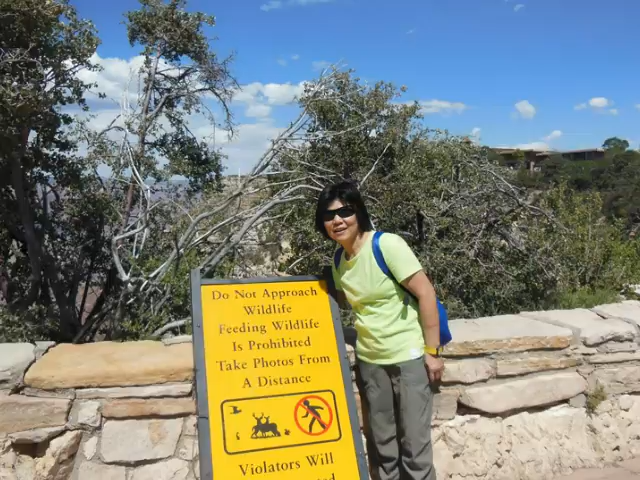 Do Not Approach
Wildlife
Feeding Wildlife
Is Prohibited
Take Photos From
A Distance
Violators Will